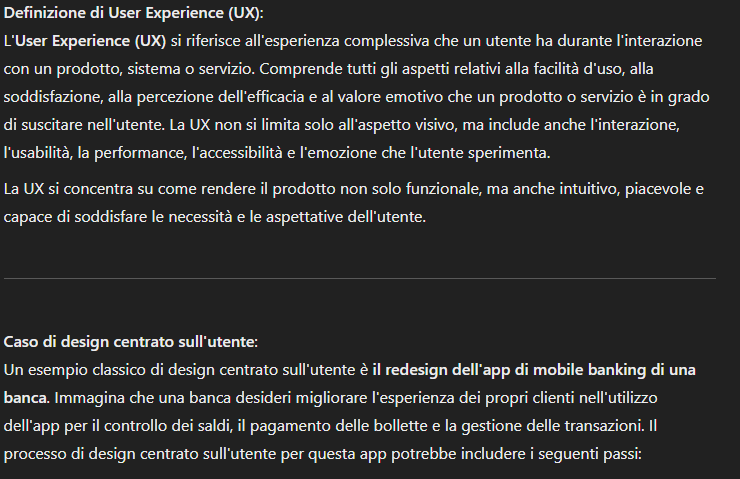 Definizione di User Experience (UX):
L'User Experience (UX) si riferisce all'esperienza complessiva che un utente ha durante l'interazione
con un prodotto, sistema o servizio. Comprende tutti gli aspetti relativi alla facilità d'uso, alla
soddisfazione, alla percezione dell'efficacia e al valore emotivo che un prodotto o servizio è in grado
di suscitare nell'utente. La UX non si limita solo all'aspetto visivo, ma include anche l'interazione,
l'usabilità, la performance, l'accessibilità e l'emozione che l'utente sperimenta.
La UX si concentra su come rendere il prodotto non solo funzionale, ma anche intuitivo, piacevole e
capace di soddisfare le necessità e le aspettative dell'utente.
Caso di design centrato sull'utente:
Un esempio classico di design centrato sull'utente è il redesign dell'app di mobile banking di una
banca. Immagina che una banca desideri migliorare l'esperienza dei propri clienti nell'utilizzo
dell'app per il controllo dei saldi, il pagamento delle bollette e la gestione delle transazioni. Il
processo di design centrato sull'utente per questa app potrebbe includere i seguenti passi: